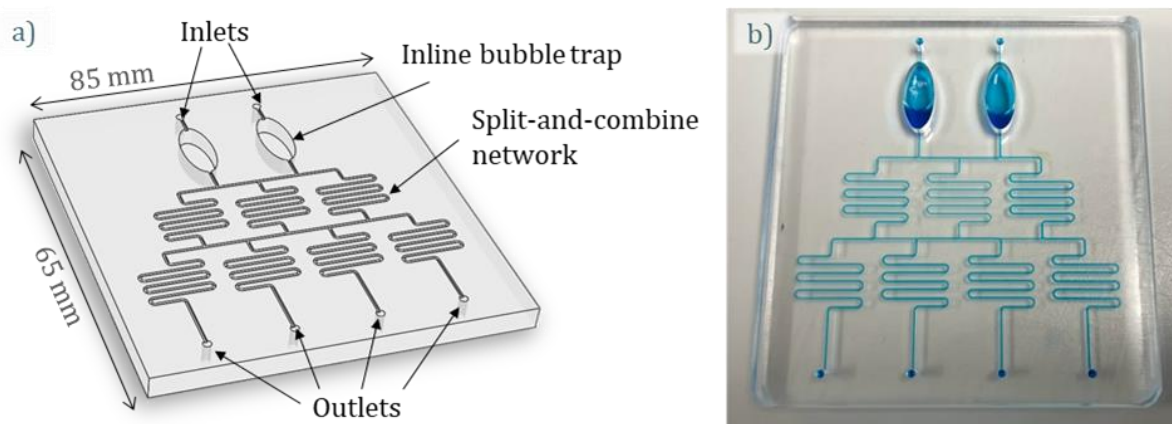 a)
Inlets
85 mm
Inline bubble trap
Split-and-combine
network
65 mm
Outlets
b)